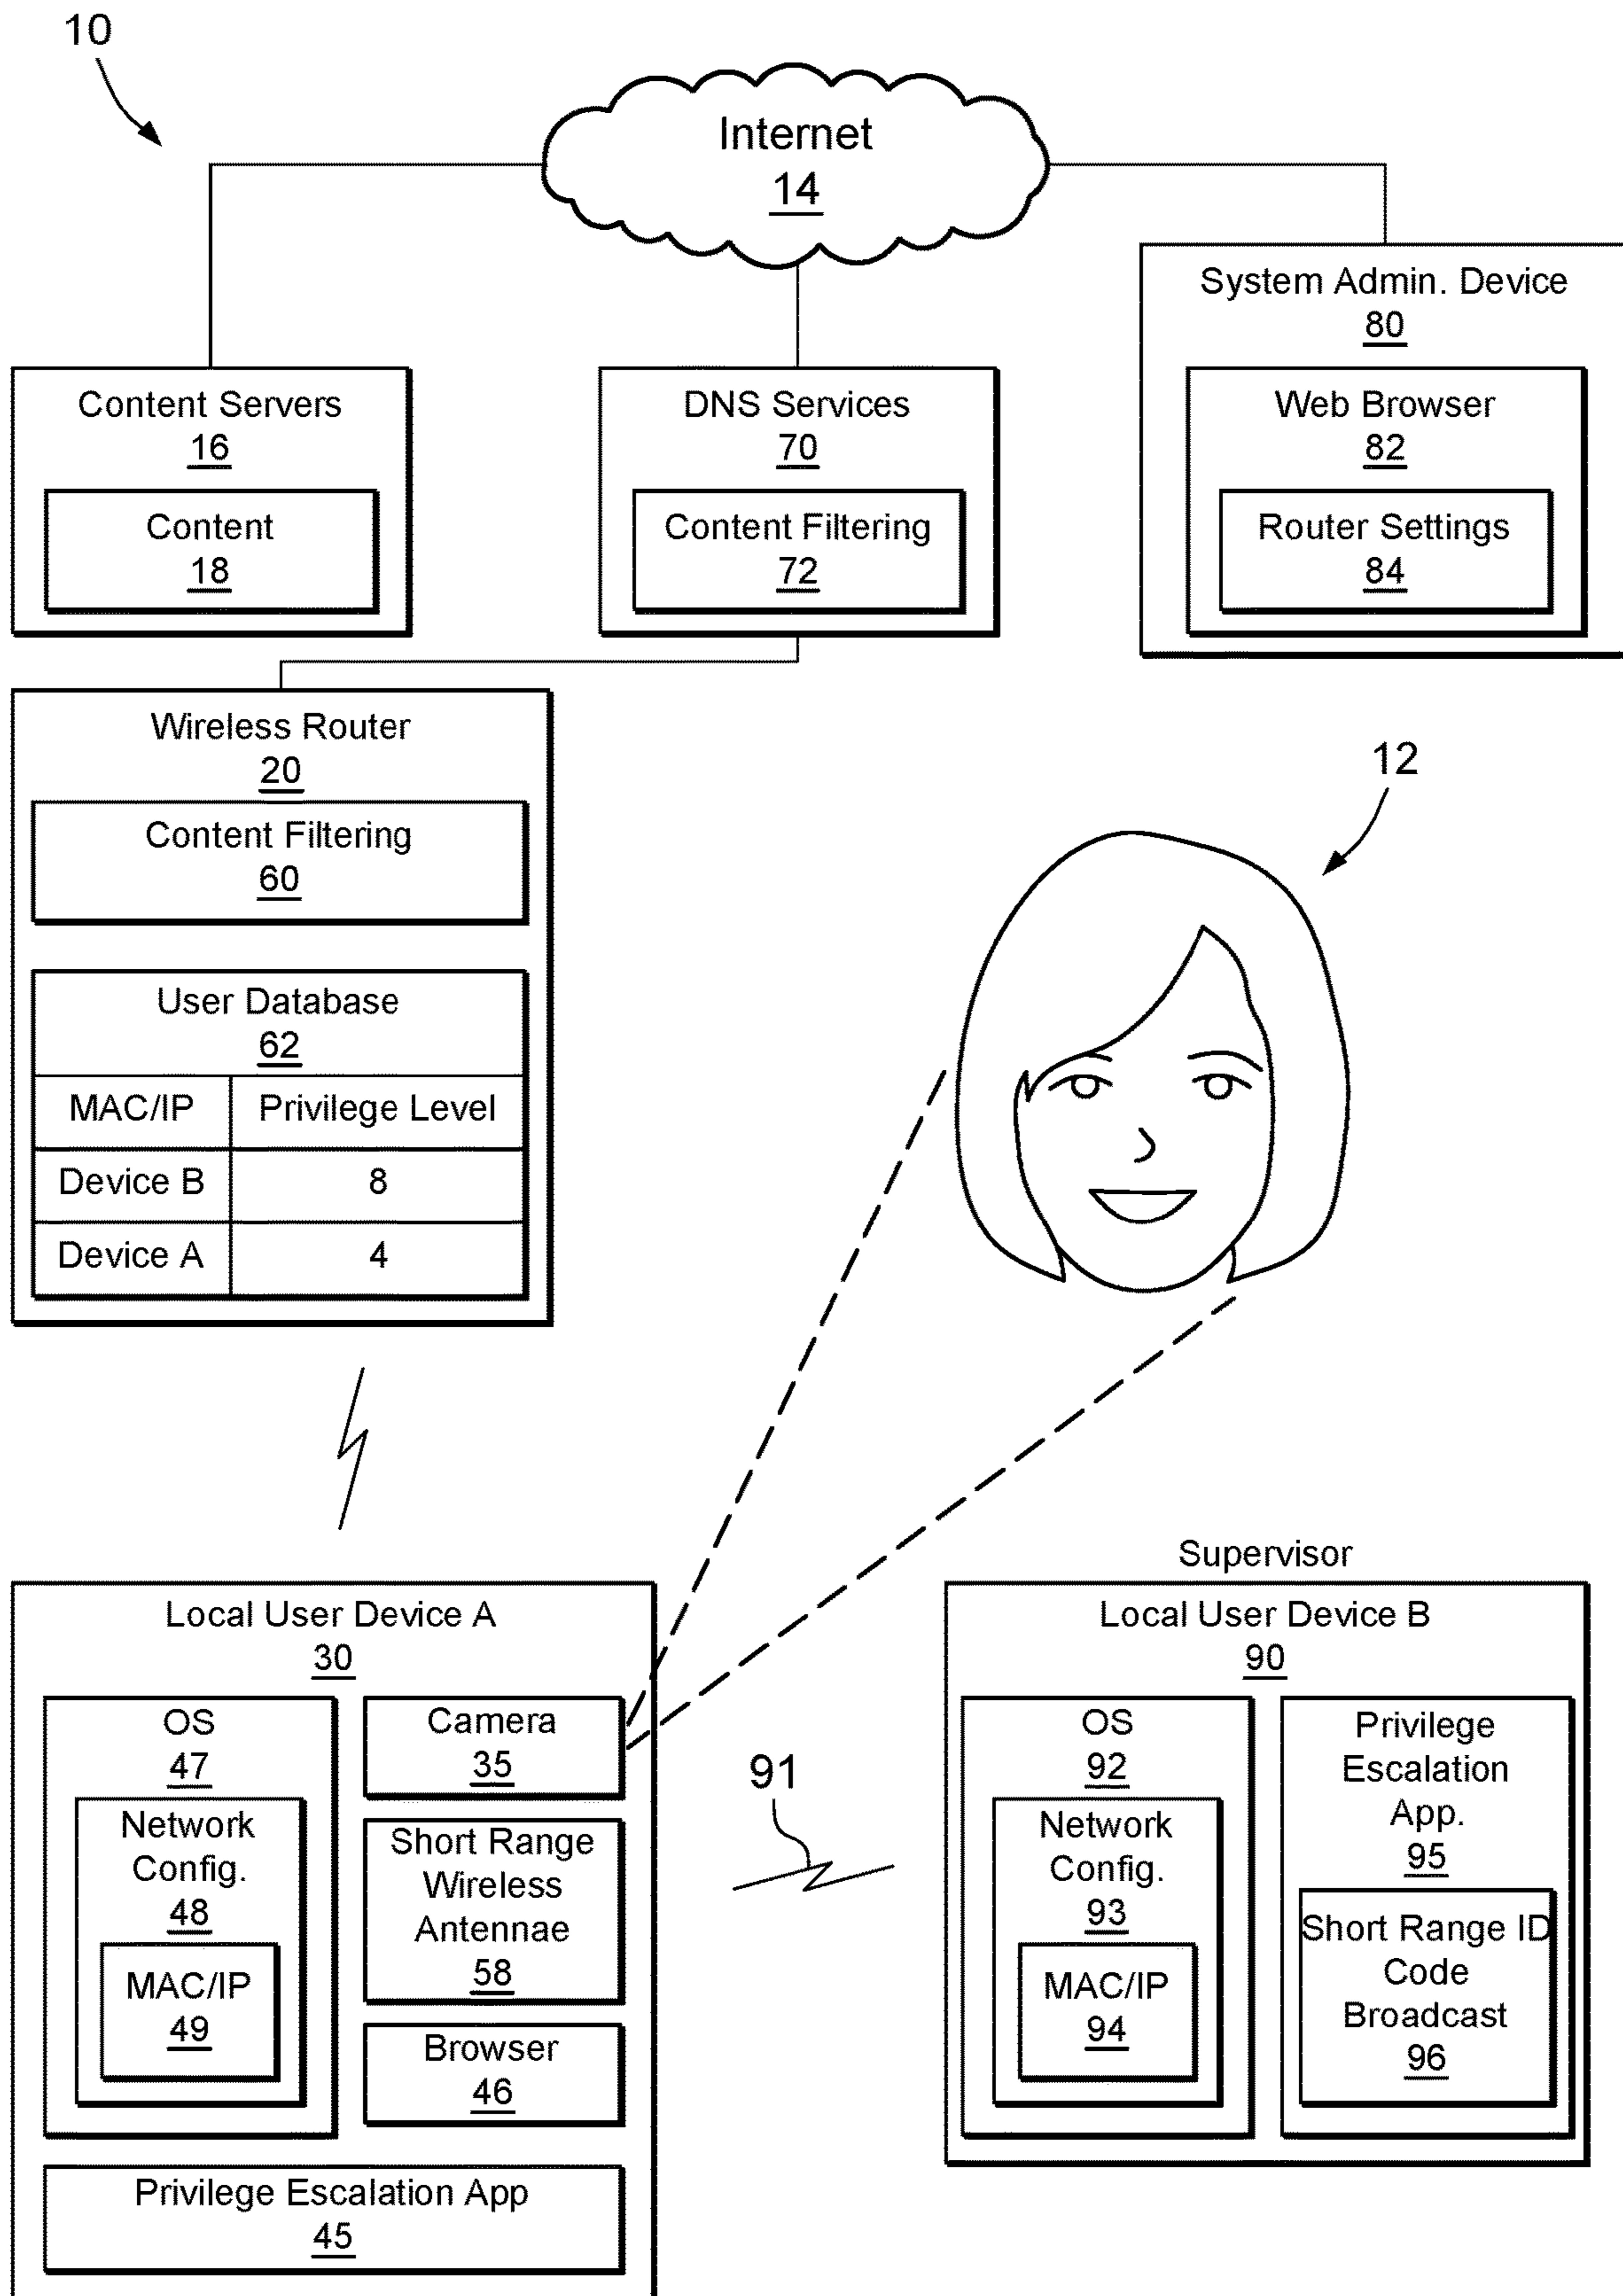 10
Internet
14
System Admin. Device
80
Web Browser
82
Router Settings
84
Content Servers
16
Content
18
DNS Services
70
Content Filtering
72
Wireless Router
20
Content Filtering
60
User Database
62
MAC/IP Privilege Level
Device B 8
Device A 4
12
Local User Device A
30
OS
47
Network
Config.
48
MAC/IP
49
Camera
35
Short Range
Wireless
Antennae
58
Browser
46
Privilege Escalation App
45
91
Supervisor
Local User Device B
90
OS
92
Network
Config.
93
MAC/IP
94
Privilege
Escalation
App.
95
Short Range ID
Code
Broadcast
96